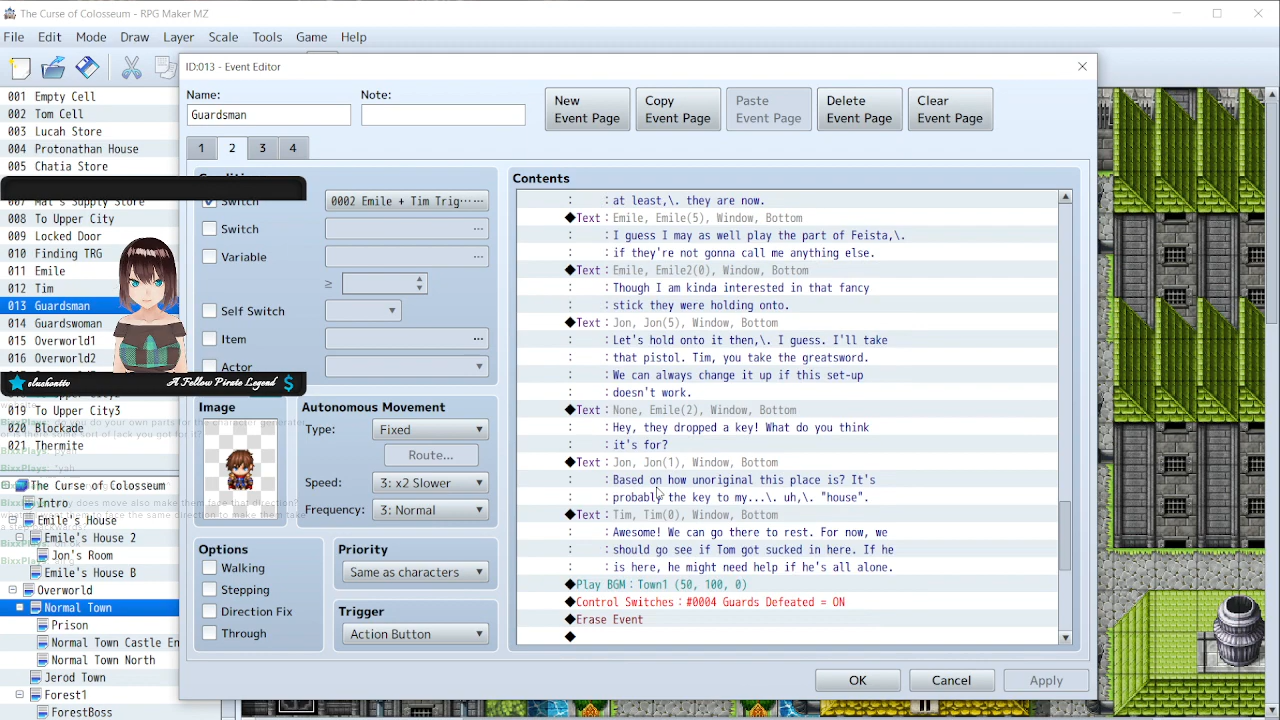 The Curse of Colosseum - RPG Maker MZ
File Edit Mode Draw Layer Scale Tools Game Help
ID:013 - Event Editor
Name:
Guardsman
Note:
New Event Page
Copy Event Page
Paste Event Page
Delete Event Page
Clear Event Page
1 2 3 4
001 Empty Cell
002 Tom Cell
003 Lucah Store
004 Protonathan House
005 Chatia Store
008 To Upper City
009 Locked Door
010 Finding TRG
011 Emile
012 Tim
013 Guardsman
014 Guardswoman
015 Overworld1
016 Overworld2
elushontiv
A Fellow Pirate Legend $
019 To Upper City3
020 Blockade
The Curse of Colosseum
Intro
Emile's House
Emile's House 2
Jon's Room
Emile's House B
Overworld
Normal Town
Prison
Normal Town Castle En
Normal Town North
Jerod Town
Forest1
ForestBoss
Switch
0002 Emile + Tim Trig
Switch
Variable
≥
Self Switch
Item
Actor
Image
Autonomous Movement
Type: Fixed
Route...
Speed: 3: x2 Slower
Frequency: 3: Normal
Options
Walking
Stepping
Direction Fix
Through
Priority
Same as characters
Trigger
Action Button
Contents
: : at least,\. they are now.
◆Text : Emile, Emile(5), Window, Bottom
: : I guess I may as well play the part of Feista,\.
: : if they're not gonna call me anything else.
◆Text : Emile, Emile2(0), Window, Bottom
: : Though I am kinda interested in that fancy
: : stick they were holding onto.
◆Text : Jon, Jon(5), Window, Bottom
: : Let's hold onto it then,\. I guess. I'll take
: : that pistol. Tim, you take the greatsword.
: : We can always change it up if this set-up
: : doesn't work.
◆Text : None, Emile(2), Window, Bottom
: : Hey, they dropped a key! What do you think
: : it's for?
◆Text : Jon, Jon(1), Window, Bottom
: : Based on how unoriginal this place is? It's
: : probably the key to my...\. uh,\. "house".
◆Text : Tim, Tim(0), Window, Bottom
: : Awesome! We can go there to rest. For now, we
: : should go see if Tom got sucked in here. If he
: : is here, he might need help if he's all alone.
◆Play BGM : Town1 (50, 100, 0)
◆Control Switches : #0004 Guards Defeated = ON
◆Erase Event
◆
OK
Cancel
Apply